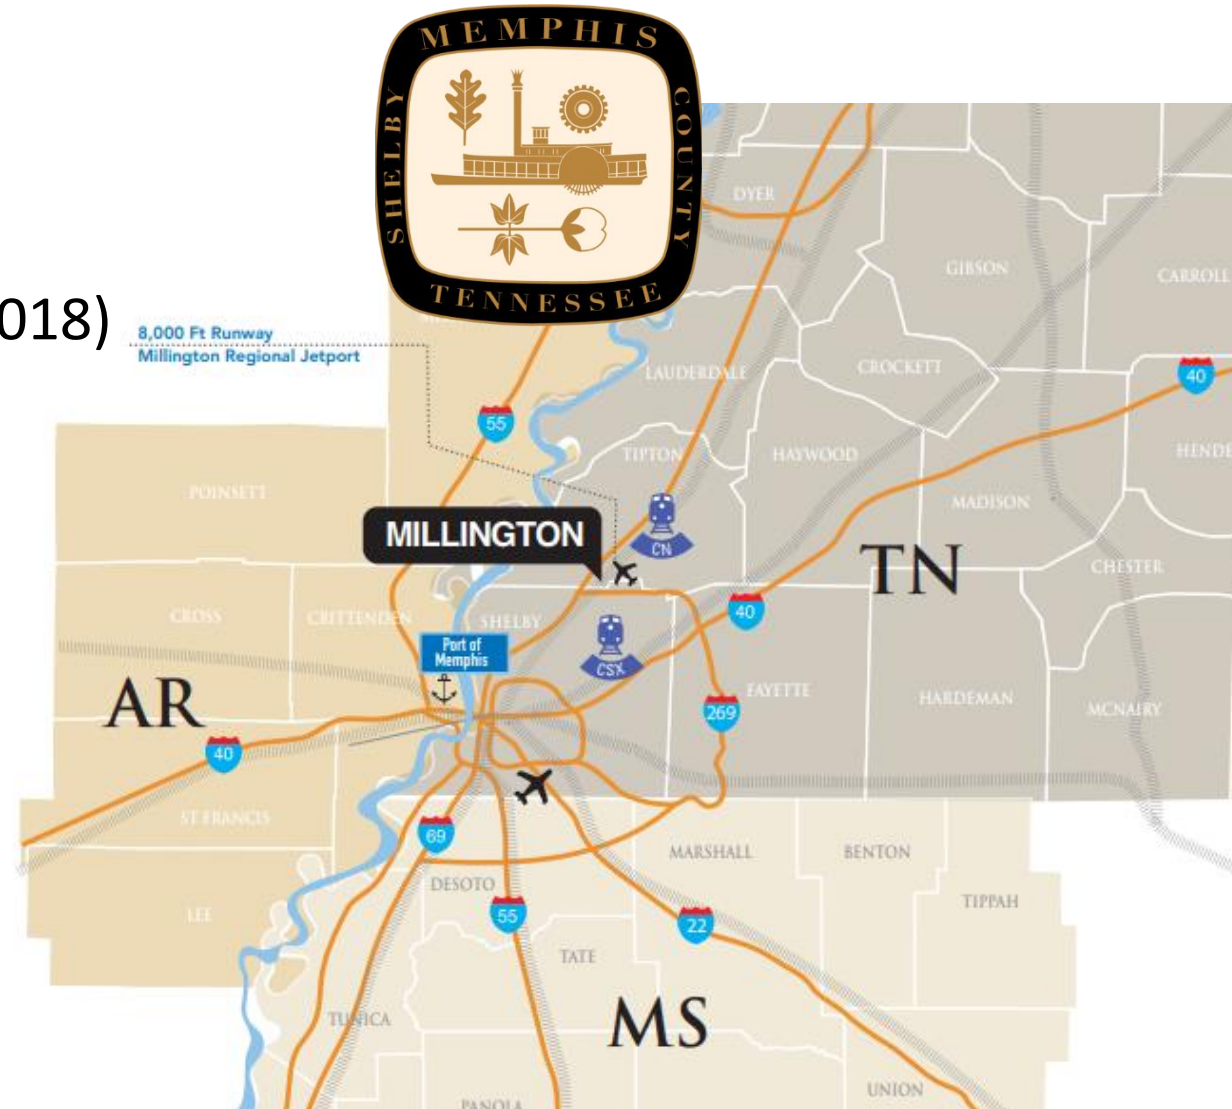 MEMPHIS
SHELBY
COUNTY
TENNESSEE
018)
8,000 Ft Runway
Millington Regional Jetport
DYER
GIBSON
CARROLL
LAUDERDALE
CROCKETT
40
55
TIPTON
HAYWOOD
HENDE
POINSETT
MADISON
MILLINGTON
CN
TN
CHESTER
CROSS
CRITTENDEN
SHELBY
40
Port of
Memphis
CSX
AR
FAYETTE
HARDEMAN
MCNAIRY
269
40
ST FRANCIS
69
MARSHALL
BENTON
DESOTO
TIPPAH
LEE
55
22
TATE
TUNICA
MS
UNION
PANOLA